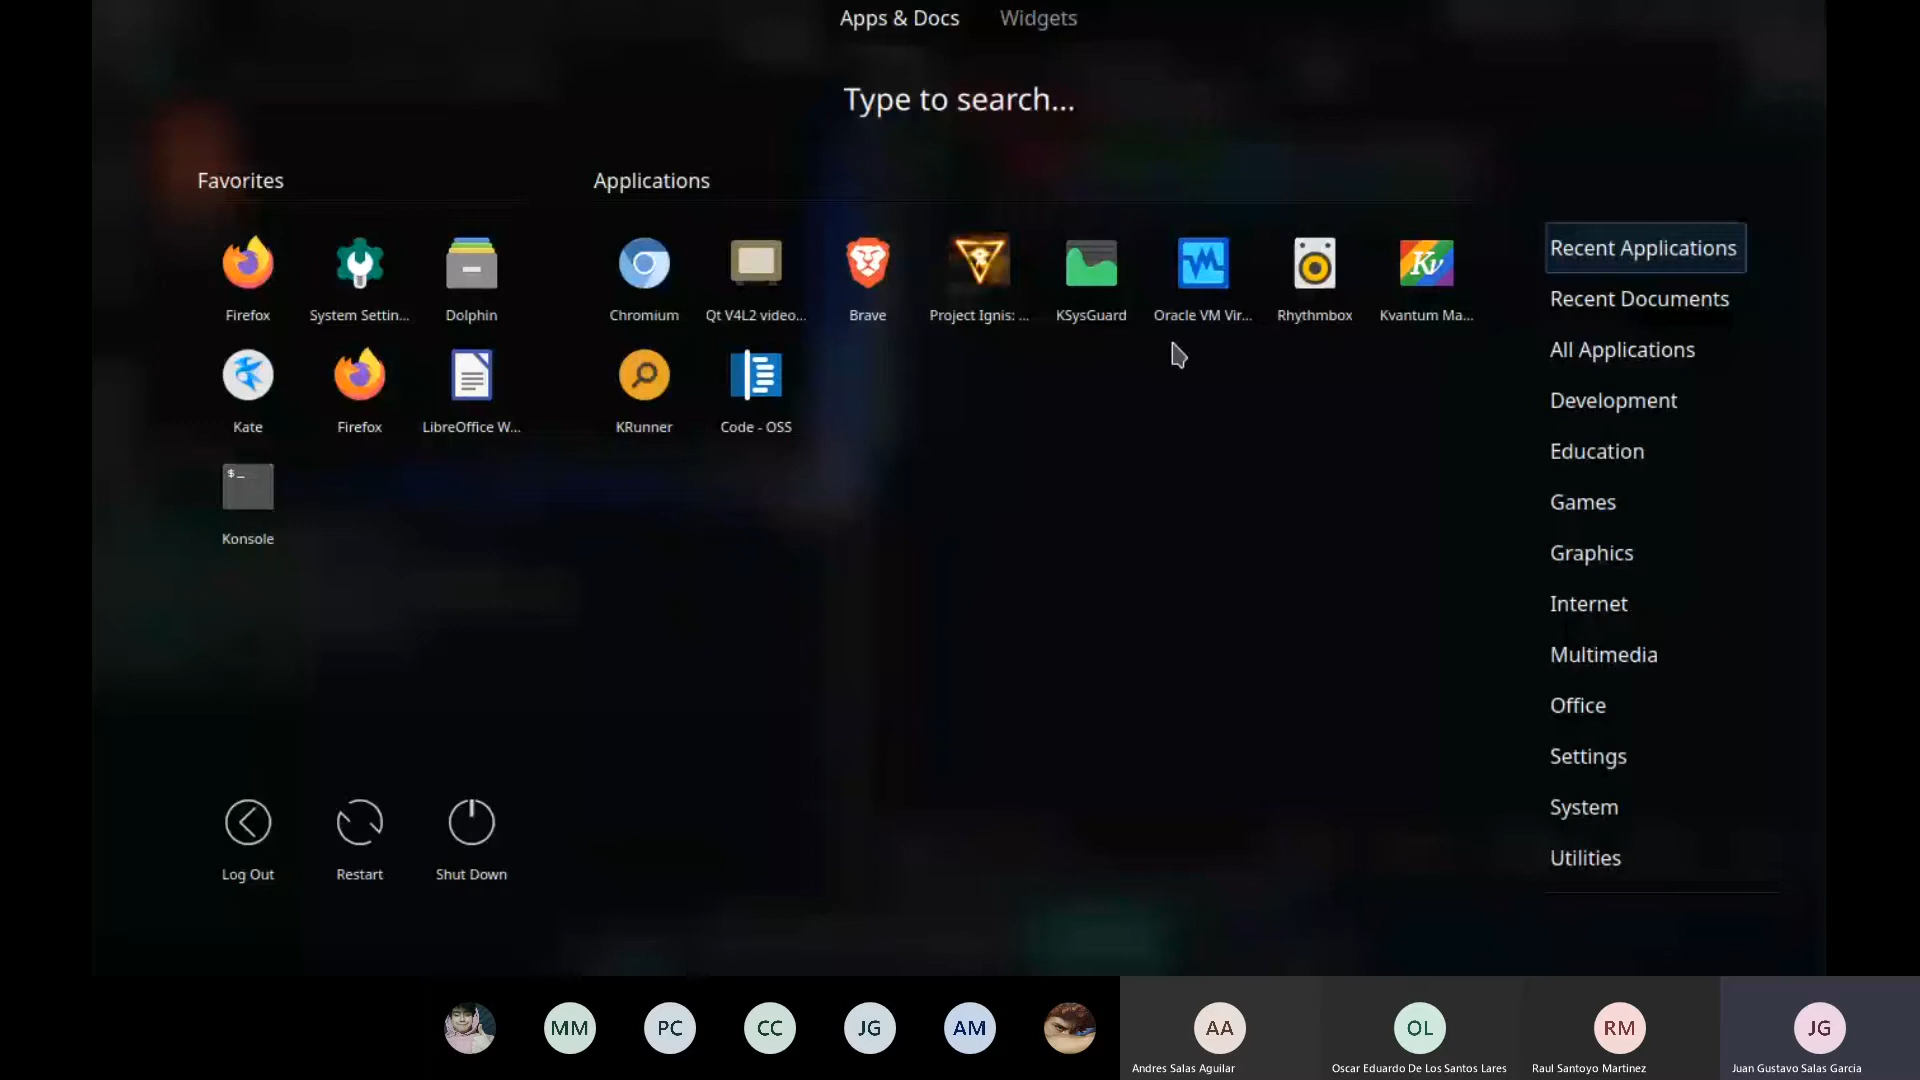 Apps & Docs Widgets
Type to search...
Favorites
Applications
Firefox
System Settin...
Dolphin
Kate
Firefox
LibreOffice W...
$_
Konsole
Chromium
Qt V4L2 video...
Brave
Project Ignis: ...
KSysGuard
Oracle VM Vir...
Rhythmbox
Kv
Kvantum Ma...
KRunner
Code - OSS
Recent Applications
Recent Documents
All Applications
Development
Education
Games
Graphics
Internet
Multimedia
Office
Settings
System
Utilities
Log Out
Restart
Shut Down
MM
PC
CC
JG
AM
AA
Andres Salas Aguilar
OL
Oscar Eduardo De Los Santos Lares
RM
Raul Santoyo Martinez
JG
Juan Gustavo Salas Garcia